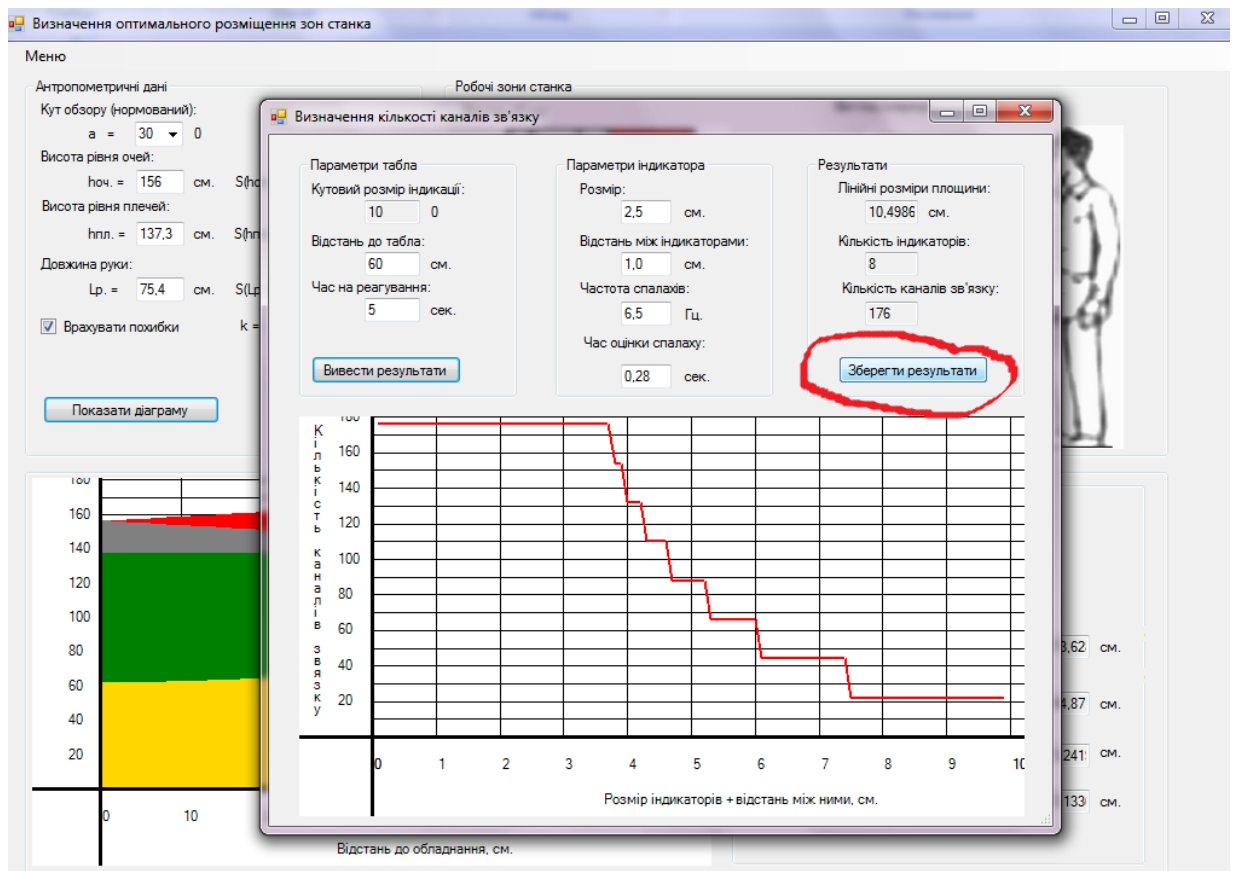 Визначення оптимального розміщення зон станка
Меню
Антропометричні дані
Кут обзору (нормований):
a = 30 0
Висота рівня очей:
hоч. = 156 см.
Висота рівня плечей:
hпл. = 137,3 см.
Довжина руки:
Lр. = 75,4 см.
Врахувати похибки k =
Показати діаграму
Робочі зони станка
Визначення кількості каналів зв'язку
Параметри табла
Кутовий розмір індикації:
10 0
Відстань до табла:
60 см.
Час на реагування:
5 сек.
Вивести результати
Параметри індикатора
Розмір:
2,5 см.
Відстань між індикаторами:
1,0 см.
Частота спалахів:
6,5 Гц.
Час оцінки спалаху:
0,28 сек.
Результати
Лінійні розміри площини:
10,4986 см.
Кількість індикаторів:
8
Кількість каналів зв'язку:
176
Зберегти результати
Кількість каналів звязку
180
160
140
120
100
80
60
40
20
0 1 2 3 4 5 6 7 8 9 10
Розмір індикаторів + відстань між ними, см.
180
160
140
120
100
80
60
40
20
0 10
Відстань до обладнання, см.
см.
см.
см.
см.